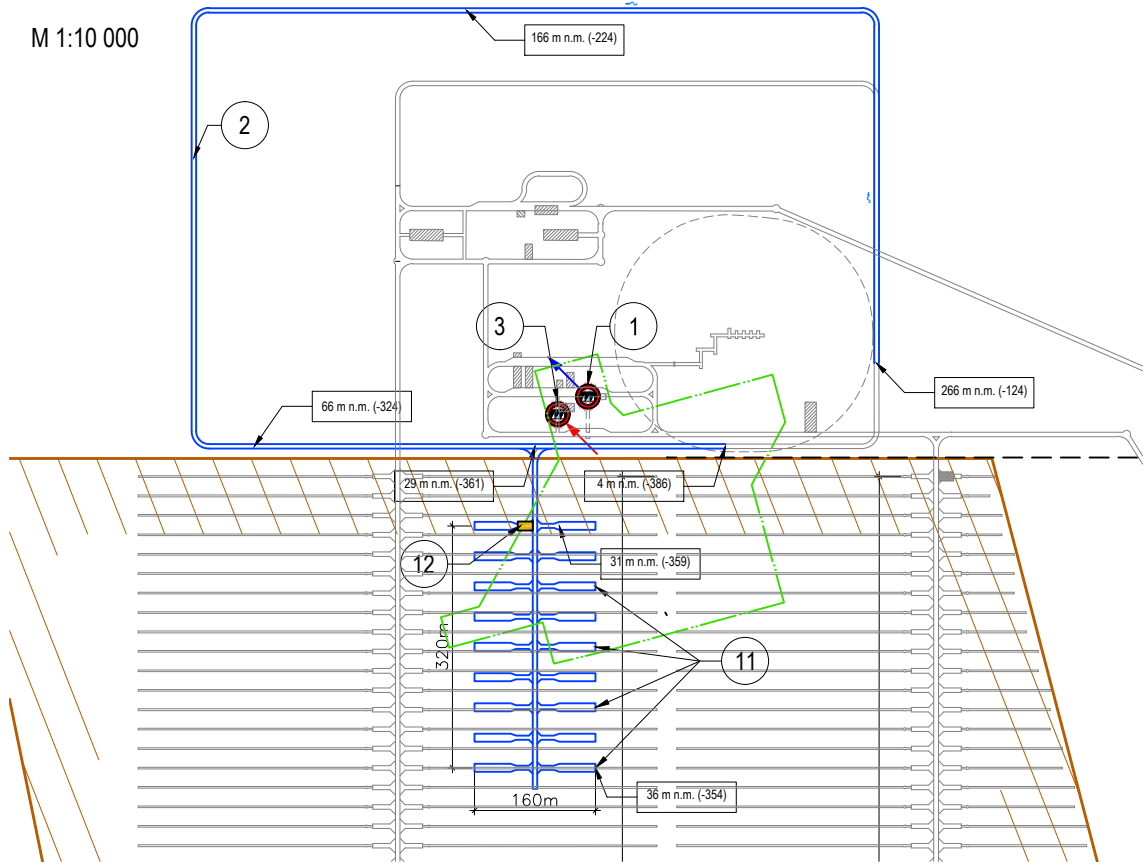 M 1:10 000
166 m n.m. (-224)
2
3
1
266 m n.m. (-124)
66 m n.m. (-324)
29 m n.m. (-361)
4 m n.m. (-386)
12
31 m n.m. (-359)
320m
11
160m
36 m n.m. (-354)